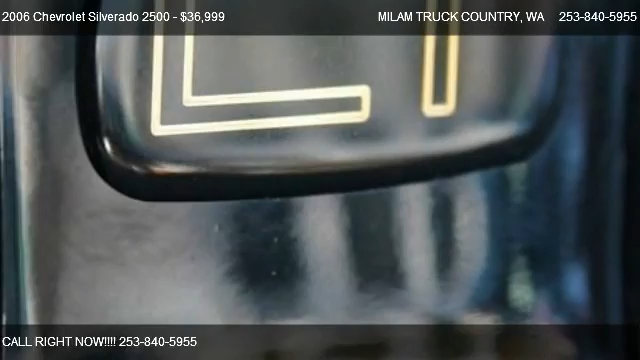 2006 Chevrolet Silverado 2500 - $36,999
MILAM TRUCK COUNTRY, WA 253-840-5955
LT
CALL RIGHT NOW!!!! 253-840-5955